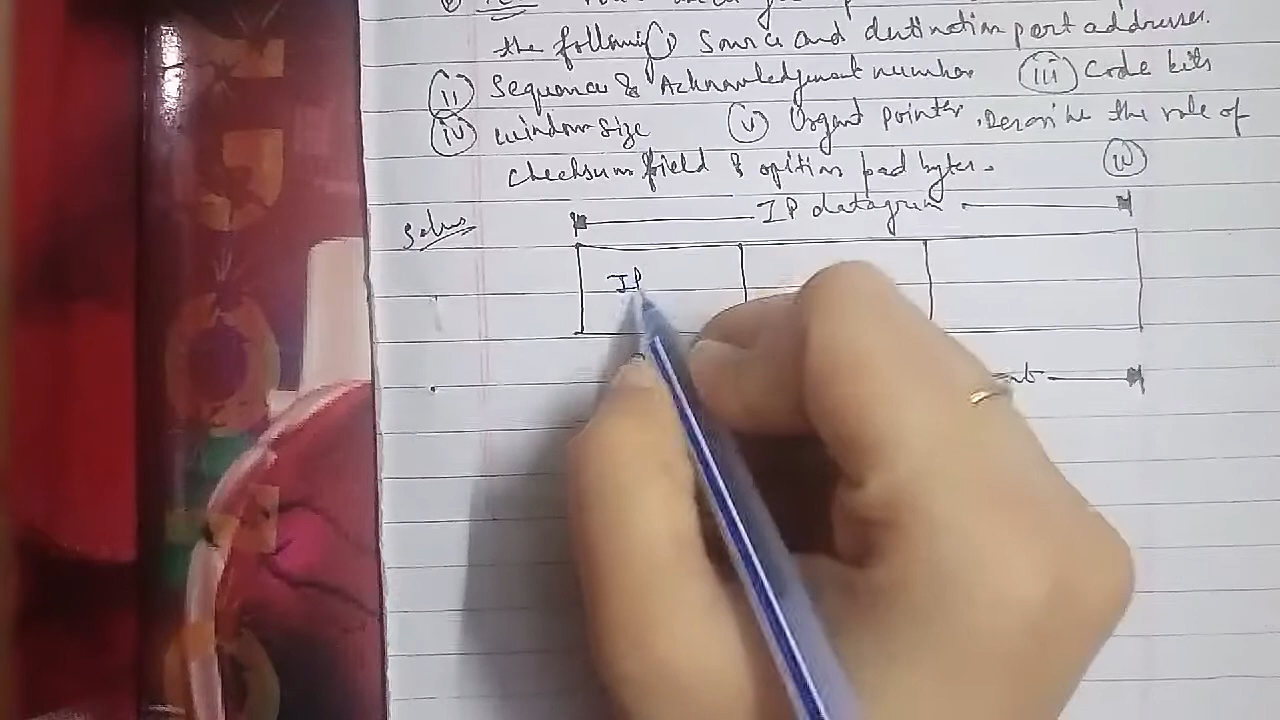 the following (i) Source and destination port addresses.
(ii) Sequence & Acknowledgement number (iii) Code bits
(iv) window size (v) Urgent pointer. Describe the role of
checksum field & option pad bytes.
IP datagram
Solus
IP